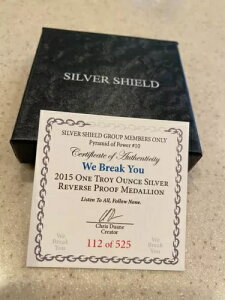 SILVER SHIELD
SILVER SHIELD GROUP MEMBERS ONLY
Pyramid of Power #10
Certificate of Authenticity
We Break You
2015 ONE TROY OUNCE SILVER
REVERSE PROOF MEDALLION
Listen To All. Follow None.
Chris Duane
Creator
We
Break
You
112 of 525
We
Break
You